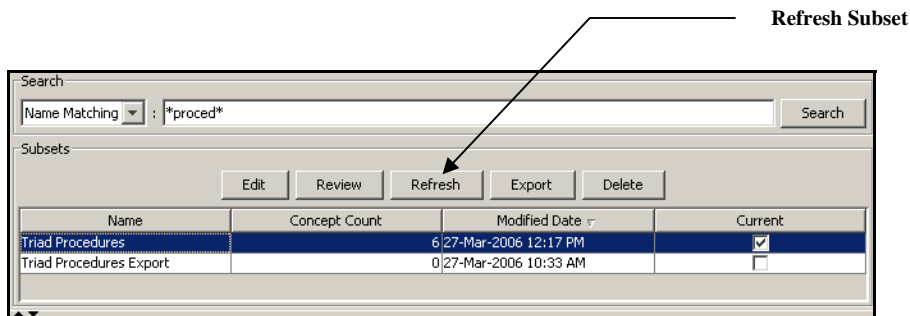 Refresh Subset
Search
Name Matching : *proced* Search
Subsets
Edit Review Refresh Export Delete
Name Concept Count Modified Date Current
Triad Procedures 6 27-Mar-2006 12:17 PM
Triad Procedures Export 0 27-Mar-2006 10:33 AM